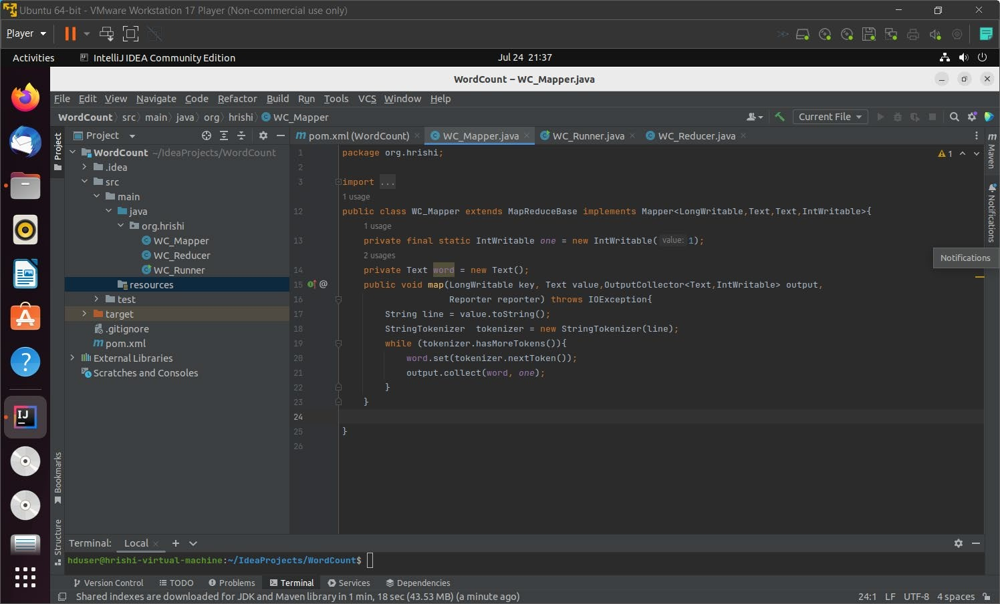 Ubuntu 64-bit - VMware Workstation 17 Player (Non-commercial use only)
Player
Activities IntelliJ IDEA Community Edition Jul 24 21:37
WordCount – WC_Mapper.java
File Edit View Navigate Code Refactor Build Run Tools VCS Window Help
WordCount src main java org hrishi WC_Mapper Current File
Project
Project
pom.xml (WordCount) WC_Mapper.java WC_Runner.java WC_Reducer.java
Maven
Notifications
Notifications
WordCount ~/IdeaProjects/WordCount
.idea
src
main
java
org.hrishi
WC_Mapper
WC_Reducer
WC_Runner
resources
test
target
.gitignore
pom.xml
External Libraries
Scratches and Consoles
1 package org.hrishi;
1
2
3 import ...
1 usage
12 public class WC_Mapper extends MapReduceBase implements Mapper<LongWritable,Text,Text,IntWritable>{
1 usage
13 private final static IntWritable one = new IntWritable( value: 1);
2 usages
14 private Text word = new Text();
15 @ public void map(LongWritable key, Text value,OutputCollector<Text,IntWritable> output,
16 Reporter reporter) throws IOException{
17 String line = value.toString();
18 StringTokenizer  tokenizer = new StringTokenizer(line);
19 while (tokenizer.hasMoreTokens()){
20 word.set(tokenizer.nextToken());
21 output.collect(word, one);
22 }
23 }
24
25 }
26
Bookmarks
Structure
Terminal: Local
hduser@hrishi-virtual-machine:~/IdeaProjects/WordCount$
Version Control TODO Problems Terminal Services Dependencies
Shared indexes are downloaded for JDK and Maven library in 1 min, 18 sec (43.53 MB) (a minute ago) 24:1 LF UTF-8 4 spaces